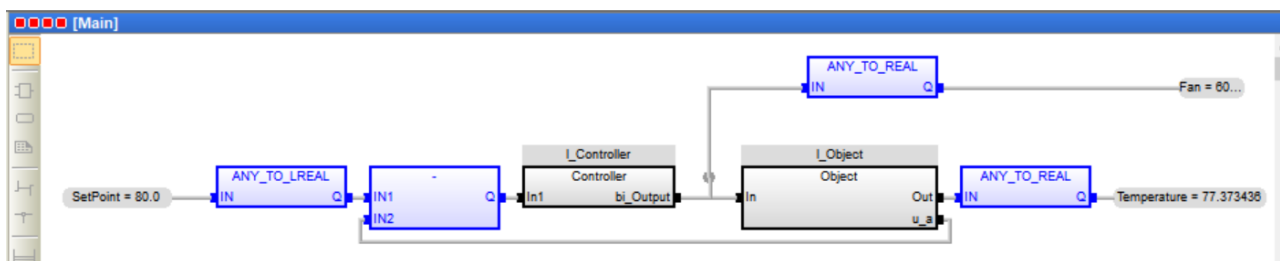 [Main]
ANY_TO_REAL
IN Q
Fan = 60...
I_Controller
I_Object
ANY_TO_LREAL
-
Controller
Object
ANY_TO_REAL
SetPoint = 80.0
IN Q
IN1 Q
In1 bi_Output
In Out
IN Q
Temperature = 77.373436
IN2
u_a